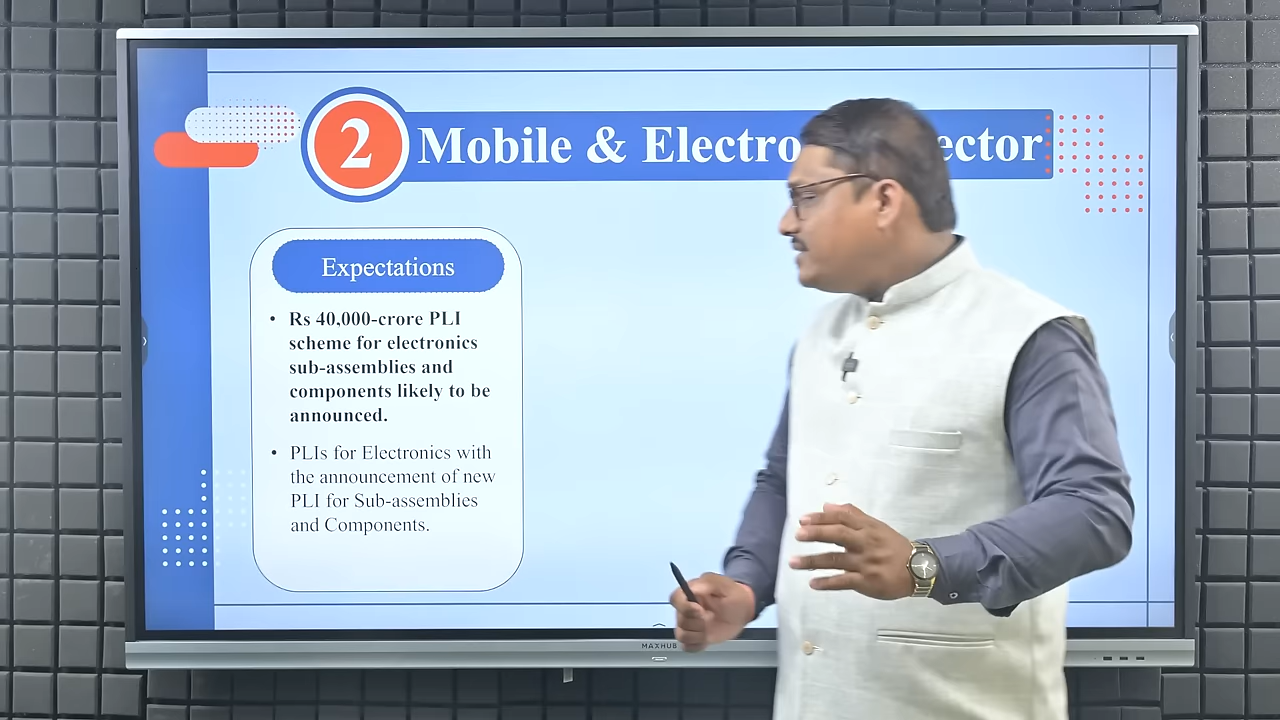 2
Mobile & Electro ector
Expectations
• Rs 40,000-crore PLI
scheme for electronics
sub-assemblies and
components likely to be
announced.
• PLIs for Electronics with
the announcement of new
PLI for Sub-assemblies
and Components.
MAXHUB